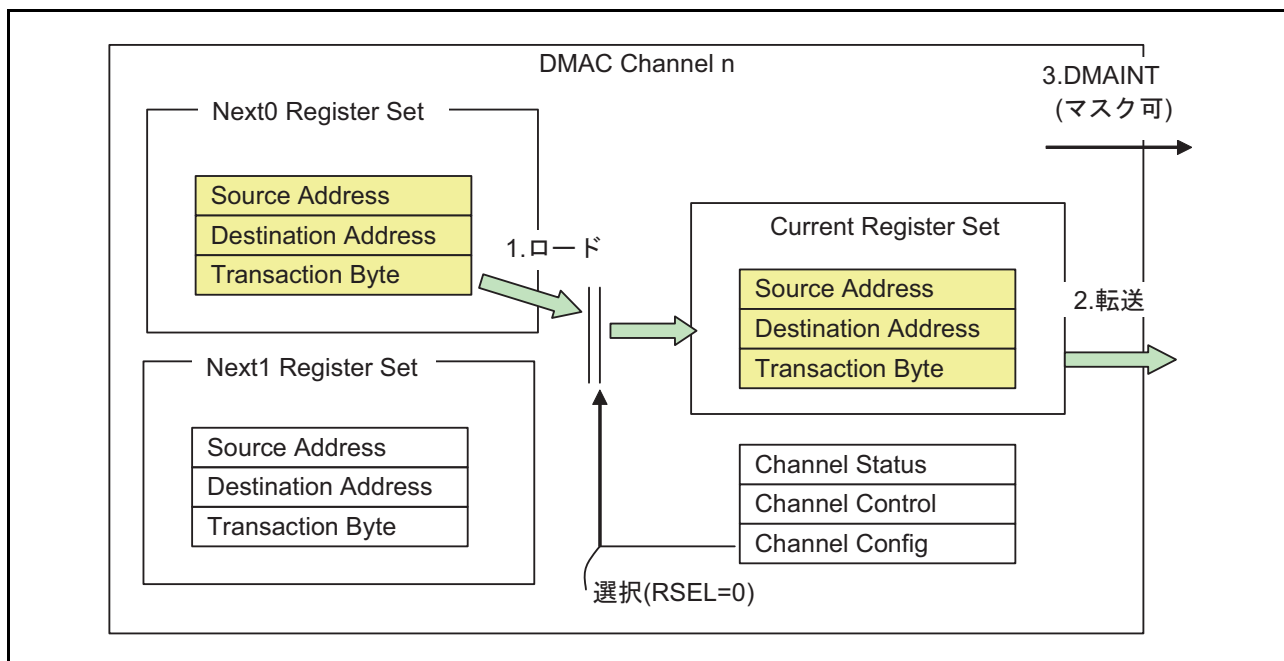 DMAC Channel n
3.DMAINT
(マスク可)
Next0 Register Set
Source Address
Destination Address
Transaction Byte
1.ロード
Current Register Set
Source Address
Destination Address
Transaction Byte
2.転送
Next1 Register Set
Source Address
Destination Address
Transaction Byte
Channel Status
Channel Control
Channel Config
選択(RSEL=0)